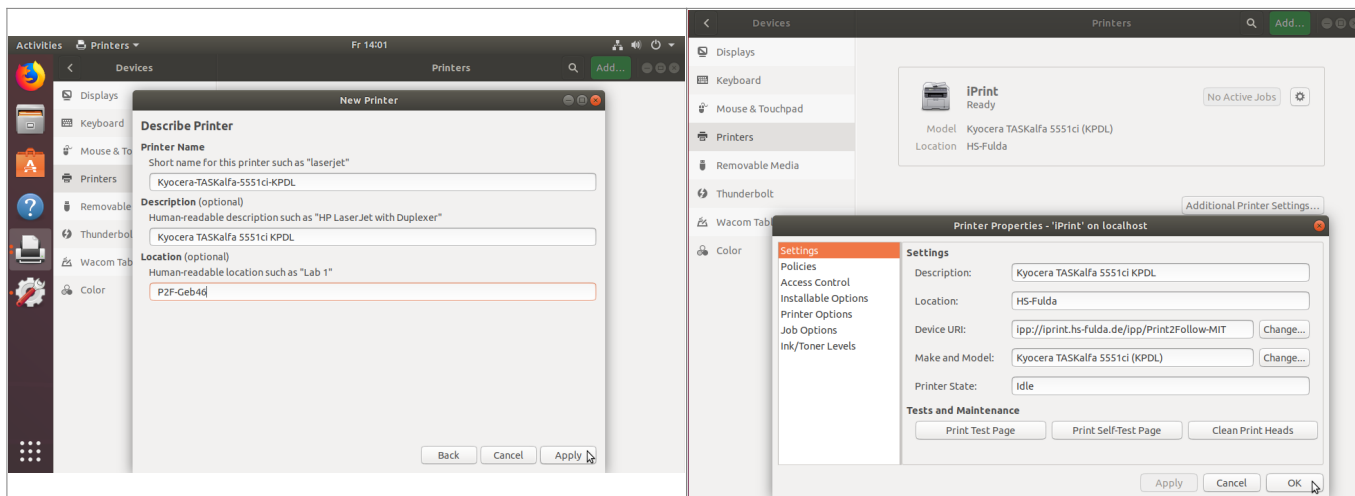 Activities Printers Fr 14:01
Devices Printers Add...
Displays
Keyboard
Mouse & To
Printers
Removable
Thunderbol
Wacom Tab
Color
New Printer
Describe Printer
Printer Name
Short name for this printer such as "laserjet"
Kyocera-TASKalfa-5551ci-KPDL
Description (optional)
Human-readable description such as "HP LaserJet with Duplexer"
Kyocera TASKalfa 5551ci KPDL
Location (optional)
Human-readable location such as "Lab 1"
P2F-Geb46
Back Cancel Apply
Devices Printers Add...
Displays
Keyboard
Mouse & Touchpad
Printers
Removable Media
Thunderbolt
Wacom Tab
Color
iPrint
Ready
No Active Jobs
Model Kyocera TASKalfa 5551ci (KPDL)
Location HS-Fulda
Additional Printer Settings...
Printer Properties - 'iPrint' on localhost
Settings
Policies
Access Control
Installable Options
Printer Options
Job Options
Ink/Toner Levels
Settings
Description: Kyocera TASKalfa 5551ci KPDL
Location: HS-Fulda
Device URI: ipp://iprint.hs-fulda.de/ipp/Print2Follow-MIT Change...
Make and Model: Kyocera TASKalfa 5551ci (KPDL) Change...
Printer State: Idle
Tests and Maintenance
Print Test Page Print Self-Test Page Clean Print Heads
Apply Cancel OK